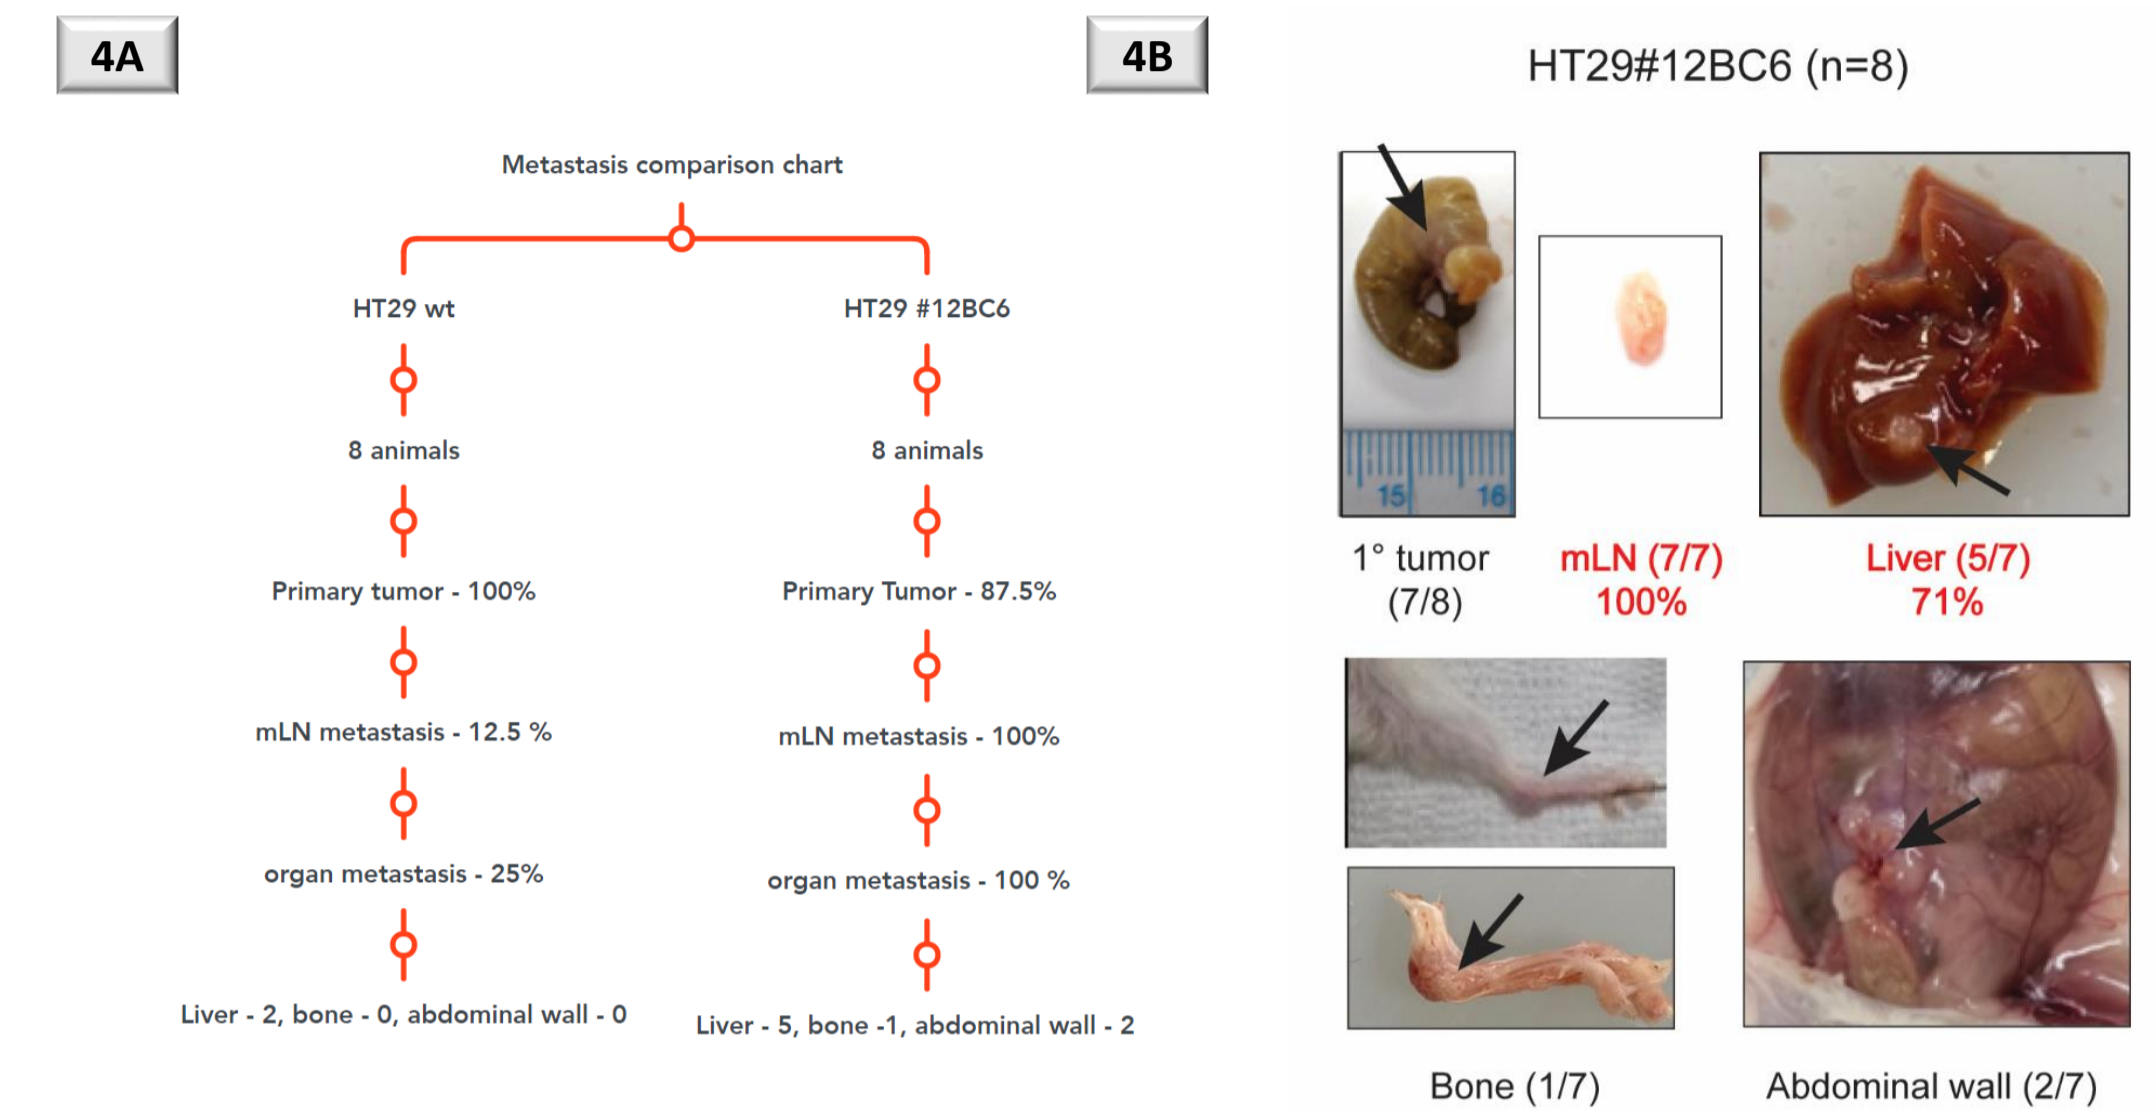 4A
Metastasis comparison chart
HT29 wt
8 animals
Primary tumor - 100%
mLN metastasis - 12.5 %
organ metastasis - 25%
Liver - 2, bone - 0, abdominal wall - 0
HT29 #12BC6
8 animals
Primary Tumor - 87.5%
mLN metastasis - 100%
organ metastasis - 100 %
Liver - 5, bone -1, abdominal wall - 2
4B
HT29#12BC6 (n=8)
15 16
1° tumor
(7/8)
mLN (7/7)
100%
Liver (5/7)
71%
Bone (1/7)
Abdominal wall (2/7)